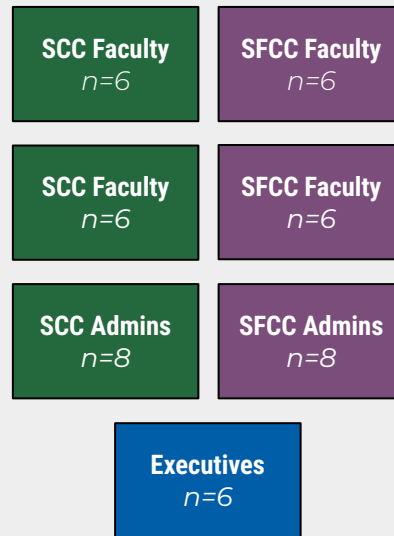 SCC Faculty
n=6
SFCC Faculty
n=6
SCC Faculty
n=6
SFCC Faculty
n=6
SCC Admins
n=8
SFCC Admins
n=8
Executives
n=6